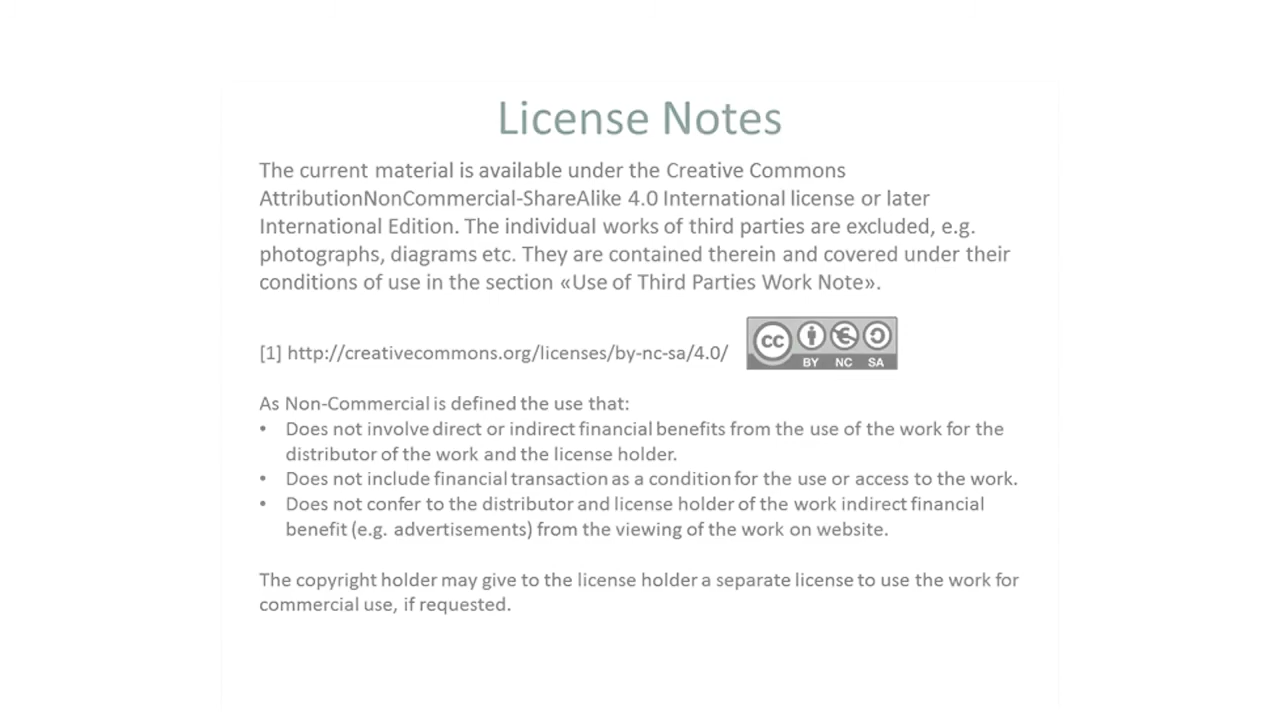 License Notes
The current material is available under the Creative Commons
AttributionNonCommercial-ShareAlike 4.0 International license or later
International Edition. The individual works of third parties are excluded, e.g.
photographs, diagrams etc. They are contained therein and covered under their
conditions of use in the section «Use of Third Parties Work Note».
[1] http://creativecommons.org/licenses/by-nc-sa/4.0/
cc
BY NC SA
As Non-Commercial is defined the use that:
• Does not involve direct or indirect financial benefits from the use of the work for the
distributor of the work and the license holder.
• Does not include financial transaction as a condition for the use or access to the work.
• Does not confer to the distributor and license holder of the work indirect financial
benefit (e.g. advertisements) from the viewing of the work on website.
The copyright holder may give to the license holder a separate license to use the work for
commercial use, if requested.